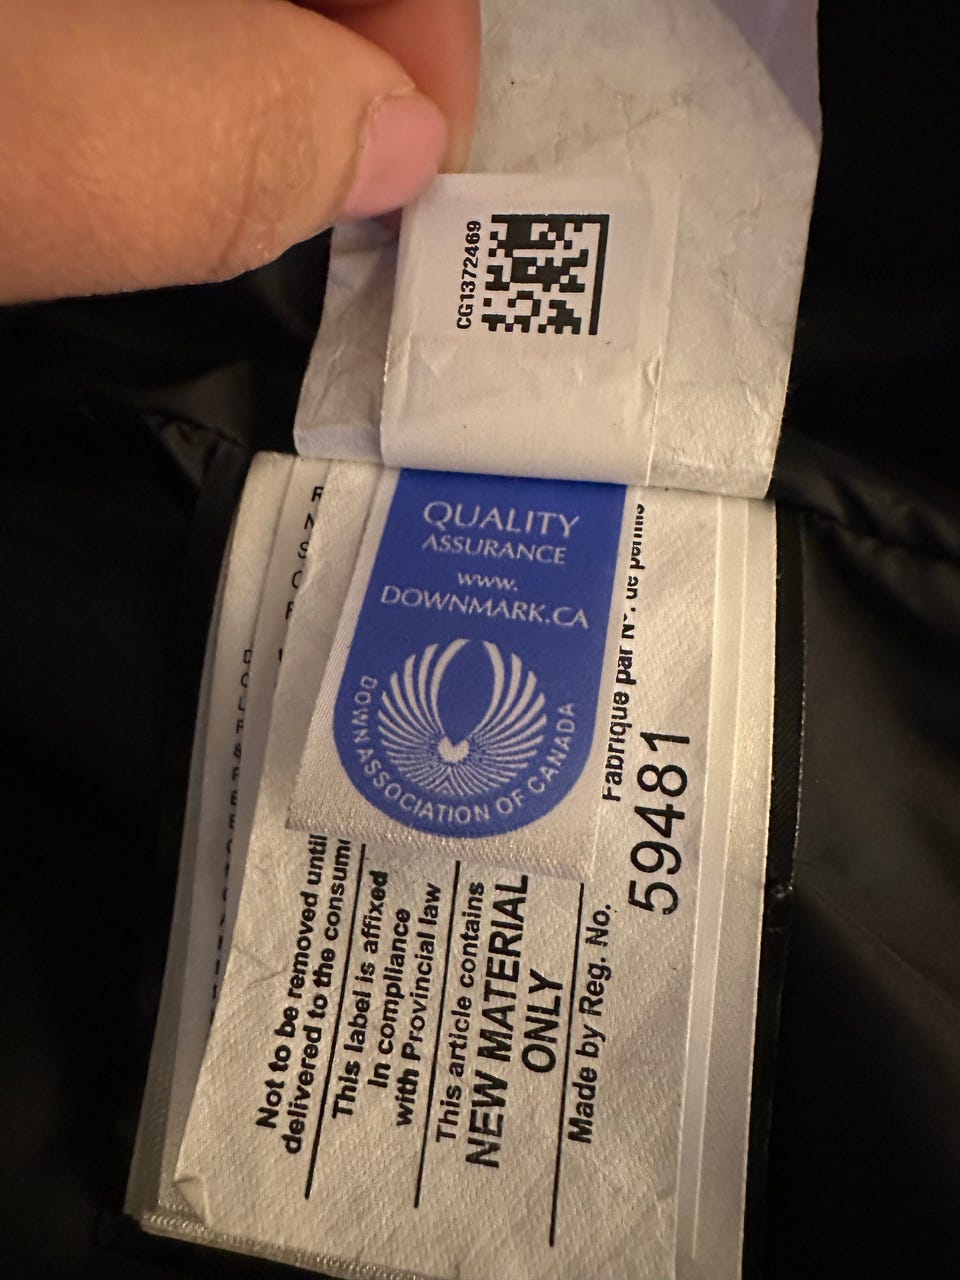 CG1372469
QUALITY
ASSURANCE
www.
DOWNMARK.CA
DOWN ASSOCIATION OF CANADA
Not to be removed until
delivered to the
This label is affixed
In compliance
with Provincial law
This article contains
NEW MATERIAL
ONLY
Made by Reg. No.
Fabrique par N°. de permis
59481